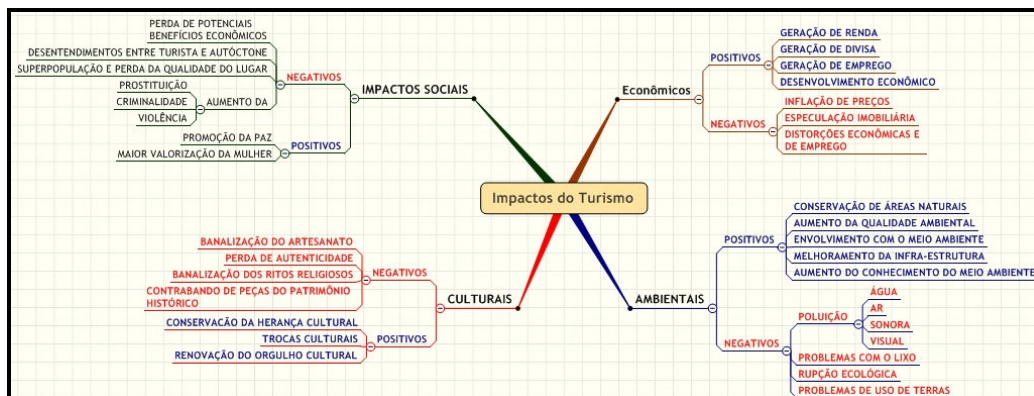 PERDA DE POTENCIAIS
BENEFÍCIOS ECONÔMICOS
DESENTENDIMENTOS ENTRE TURISTA E AUTÓCTONE
SUPERPOPULAÇÃO E PERDA DA QUALIDADE DO LUGAR
NEGATIVOS
PROSTITUIÇÃO
CRIMINALIDADE
VIOLÊNCIA
AUMENTO DA
IMPACTOS SOCIAIS
PROMOÇÃO DA PAZ
MAIOR VALORIZAÇÃO DA MULHER
POSITIVOS
Econômicos
POSITIVOS
GERAÇÃO DE RENDA
GERAÇÃO DE DIVISA
GERAÇÃO DE EMPREGO
DESENVOLVIMENTO ECONÔMICO
NEGATIVOS
INFLAÇÃO DE PREÇOS
ESPECULAÇÃO IMOBILIÁRIA
DISTORÇÕES ECONÔMICAS E
DE EMPREGO
Impactos do Turismo
BANALIZAÇÃO DO ARTESANATO
PERDA DE AUTENTICIDADE
BANALIZAÇÃO DOS RITOS RELIGIOSOS
CONTRABANDO DE PEÇAS DO PATRIMÔNIO
HISTÓRICO
NEGATIVOS
CULTURAIS
CONSERVACÃO DA HERANÇA CULTURAL
TROCAS CULTURAIS
RENOVAÇÃO DO ORGULHO CULTURAL
POSITIVOS
AMBIENTAIS
POSITIVOS
CONSERVAÇÃO DE ÁREAS NATURAIS
AUMENTO DA QUALIDADE AMBIENTAL
ENVOLVIMENTO COM O MEIO AMBIENTE
MELHORAMENTO DA INFRA-ESTRUTURA
AUMENTO DO CONHECIMENTO DO MEIO AMBIENTE
NEGATIVOS
POLUIÇÃO
ÁGUA
AR
SONORA
VISUAL
PROBLEMAS COM O LIXO
RUPÇÃO ECOLÓGICA
PROBLEMAS DE USO DE TERRAS